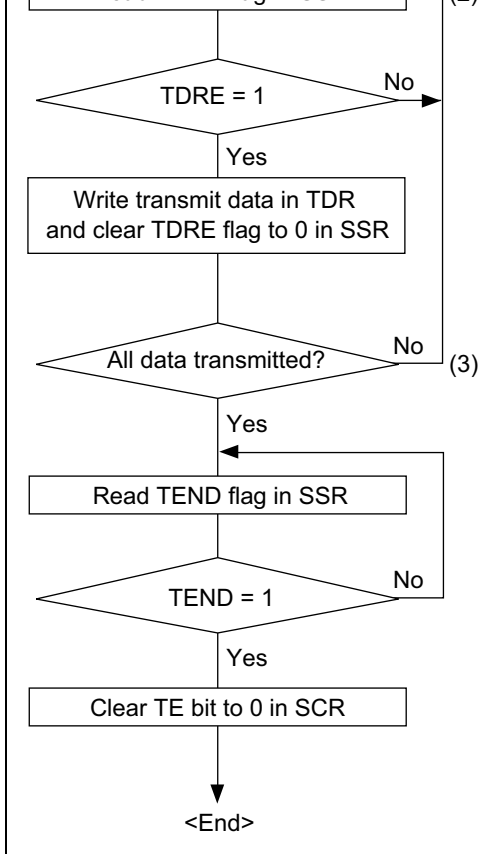 TDRE = 1
No
Yes
Write transmit data in TDR
and clear TDRE flag to 0 in SSR
All data transmitted?
No
(3)
Yes
Read TEND flag in SSR
TEND = 1
No
Yes
Clear TE bit to 0 in SCR
<End>